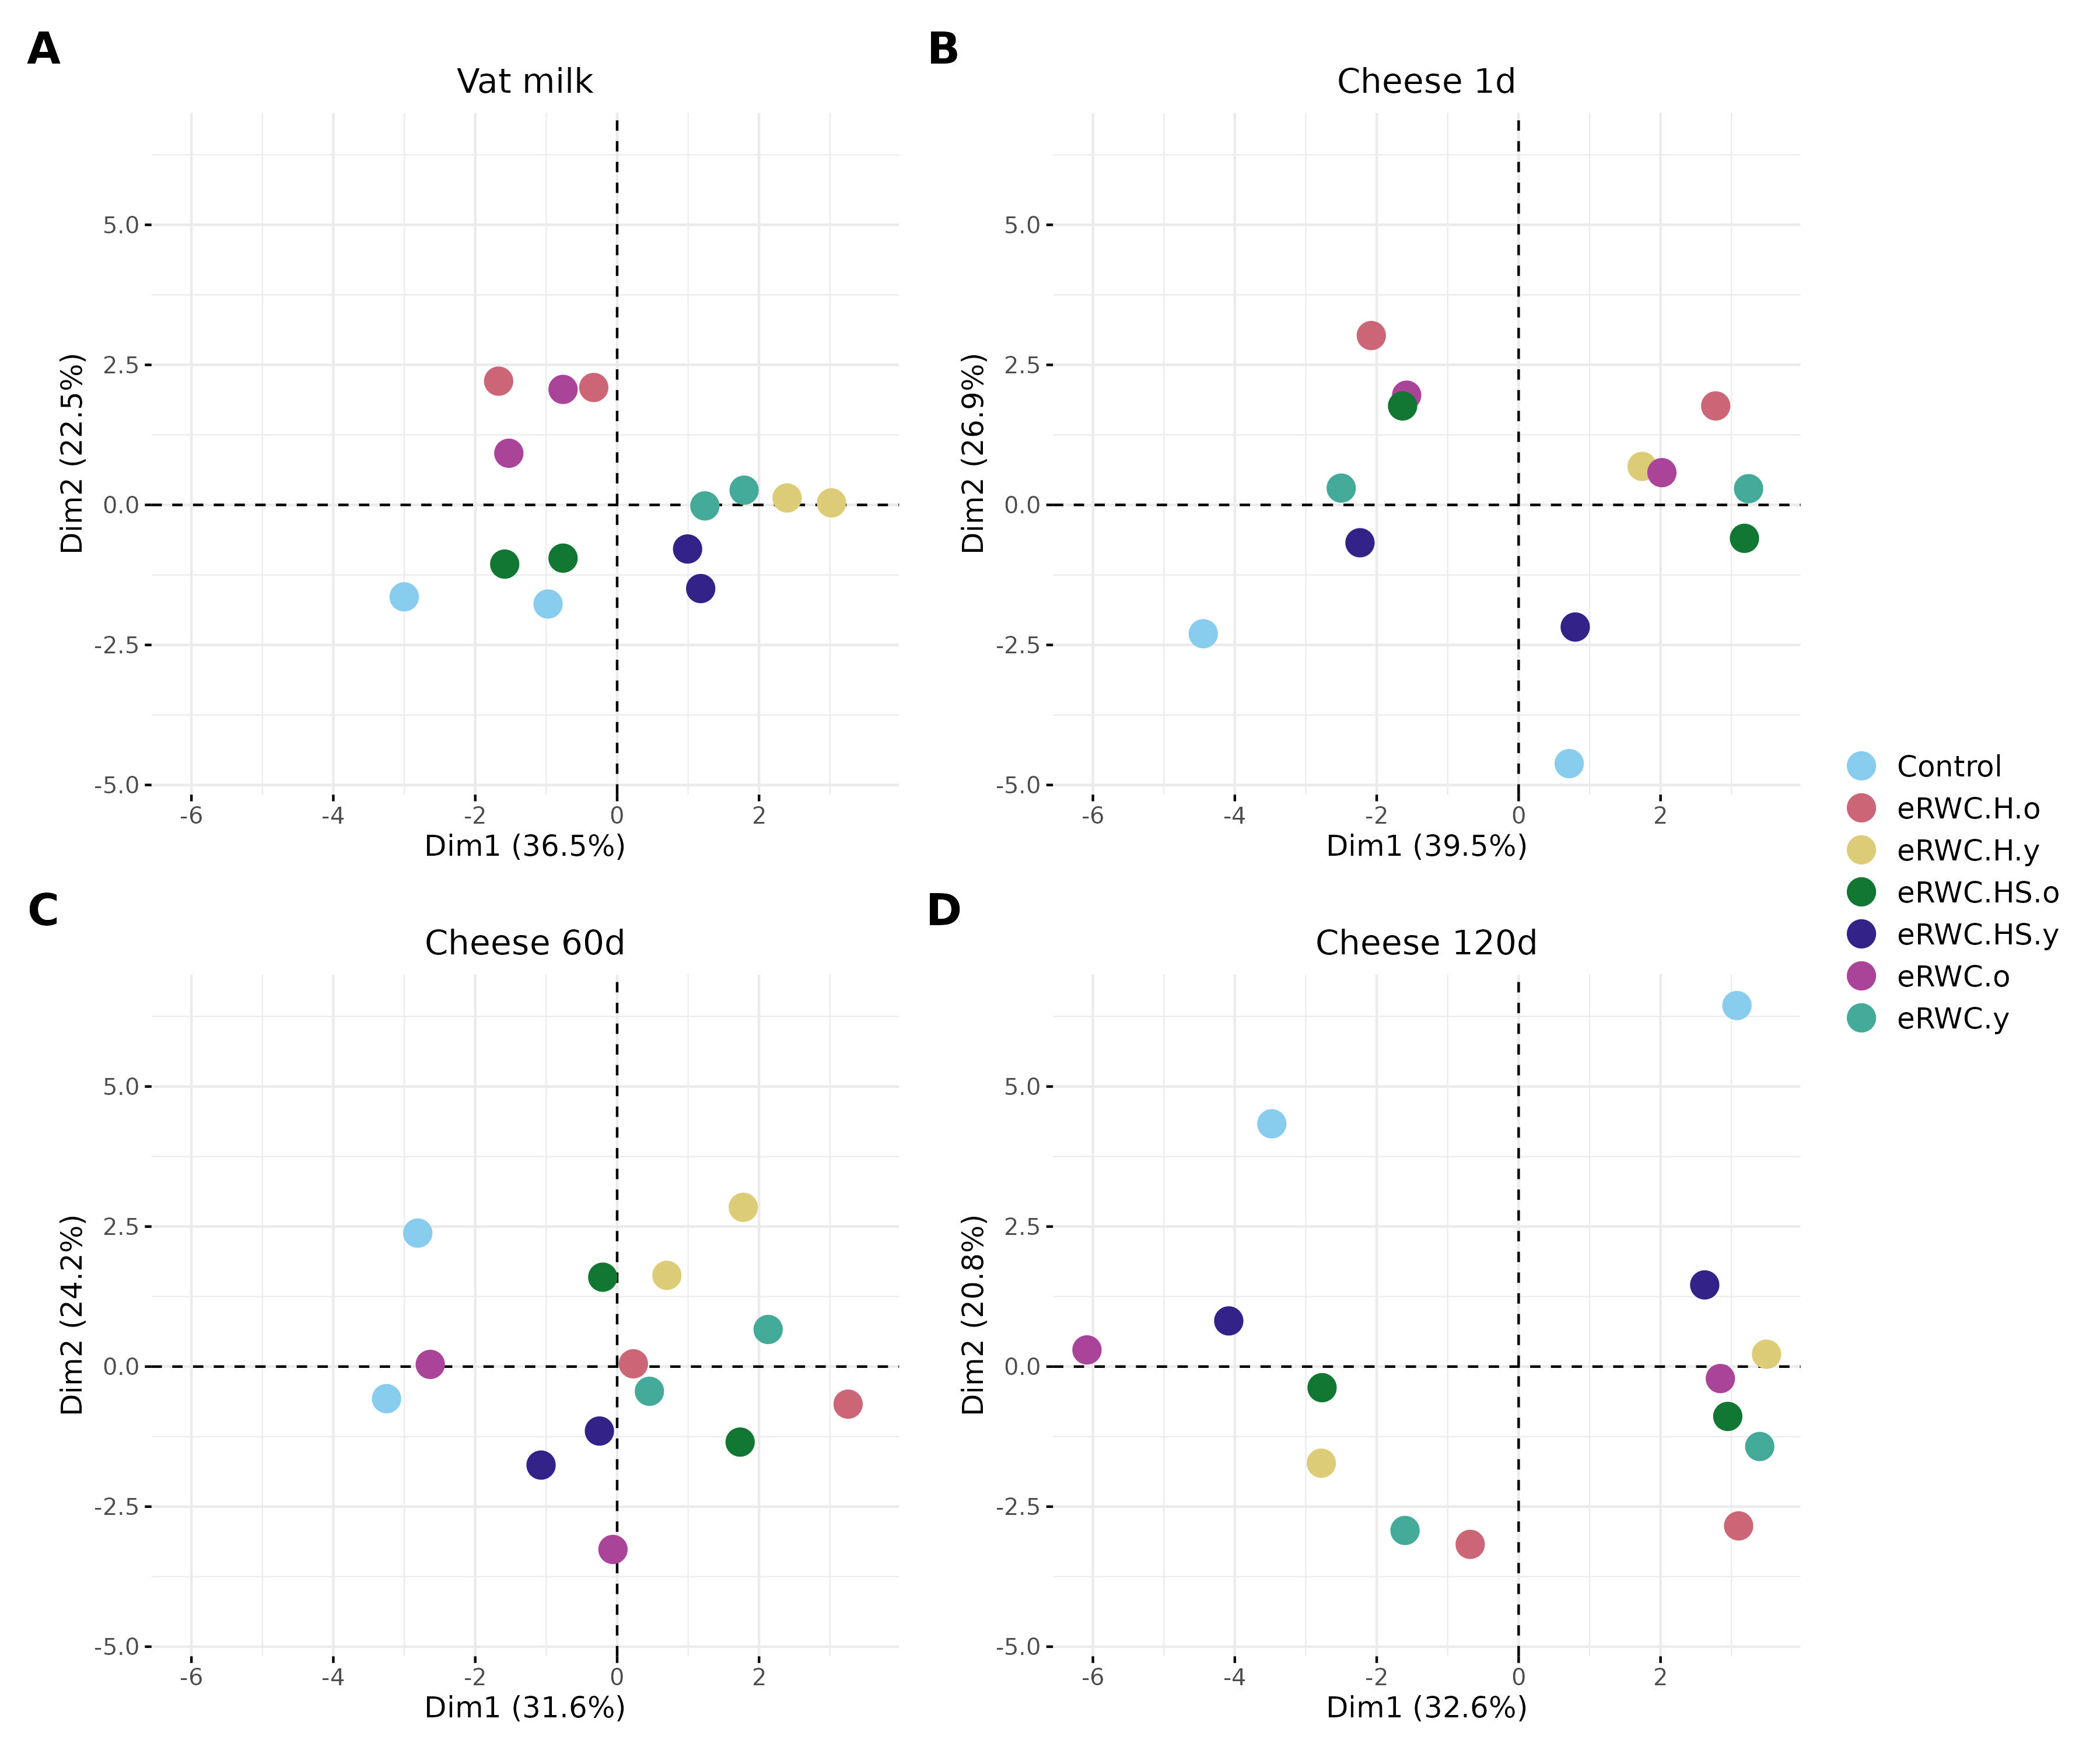 A
Vat milk
5.0
2.5
0.0
-2.5
-5.0
Dim2 (22.5%)
-6 -4 -2 0 2
Dim1 (36.5%)
B
Cheese 1d
5.0
2.5
0.0
-2.5
-5.0
Dim2 (26.9%)
-6 -4 -2 0 2
Dim1 (39.5%)
C
Cheese 60d
5.0
2.5
0.0
-2.5
-5.0
Dim2 (24.2%)
-6 -4 -2 0 2
Dim1 (31.6%)
D
Cheese 120d
5.0
2.5
0.0
-2.5
-5.0
Dim2 (20.8%)
-6 -4 -2 0 2
Dim1 (32.6%)
Control
eRWC.H.o
eRWC.H.y
eRWC.HS.o
eRWC.HS.y
eRWC.o
eRWC.y